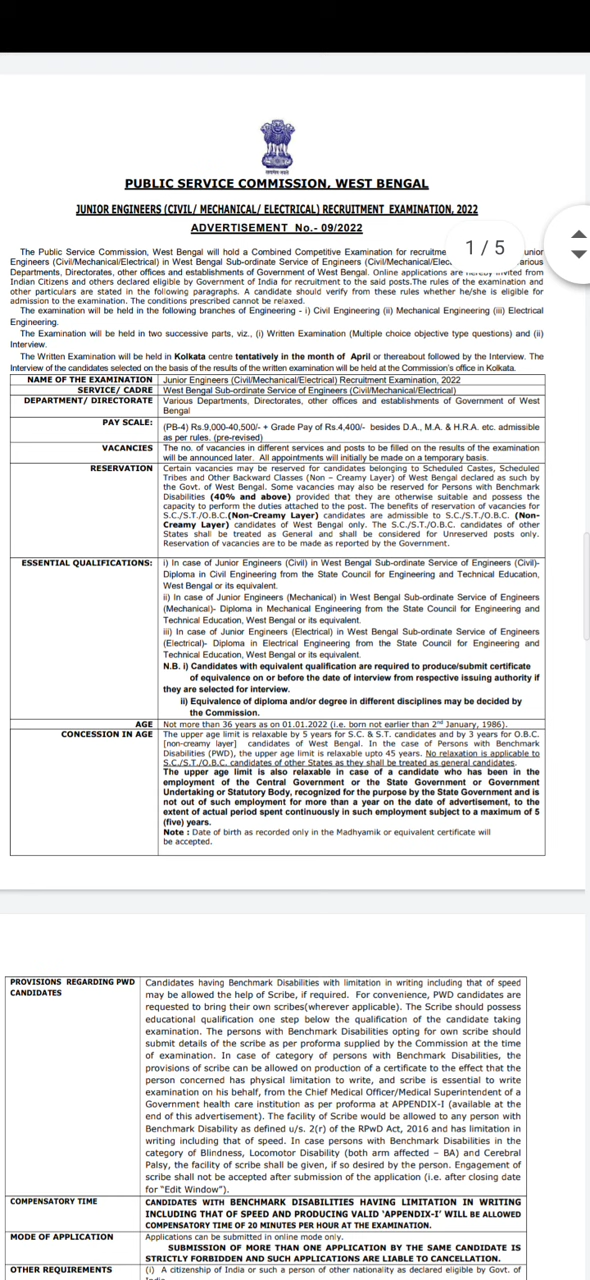 PUBLIC SERVICE COMMISSION, WEST BENGAL
JUNIOR ENGINEERS (CIVIL/ MECHANICAL/ ELECTRICAL) RECRUITMENT EXAMINATION, 2022
ADVERTISEMENT No.- 09/2022
1 / 5
The Public Service Commission, West Bengal will hold a Combined Competitive Examination for recruitme unior
Engineers (Civil/Mechanical/Electrical) in West Bengal Sub-ordinate Service of Engineers (Civil/Mechanical/Elec. arious
Departments, Directorates, other offices and establishments of Government of West Bengal. Online applications are hereby invited from
Indian Citizens and others declared eligible by Government of India for recruitment to the said posts.The rules of the examination and
other particulars are stated in the following paragraphs. A candidate should verify from these rules whether he/she is eligible for
admission to the examination. The conditions prescribed cannot be relaxed.
The examination will be held in the following branches of Engineering - i) Civil Engineering (ii) Mechanical Engineering (iii) Electrical
Engineering.
The Examination will be held in two successive parts, viz., (i) Written Examination (Multiple choice objective type questions) and (ii)
Interview.
The Written Examination will be held in Kolkata centre tentatively in the month of April or thereabout followed by the Interview. The
Interview of the candidates selected on the basis of the results of the written examination will be held at the Commission's office in Kolkata.
NAME OF THE EXAMINATION Junior Engineers (Civil/Mechanical/Electrical) Recruitment Examination, 2022
SERVICE/ CADRE West Bengal Sub-ordinate Service of Engineers (Civil/Mechanical/Electrical)
DEPARTMENT/ DIRECTORATE Various Departments, Directorates, other offices and establishments of Government of West
Bengal
PAY SCALE: (PB-4) Rs.9,000-40,500/- + Grade Pay of Rs.4,400/- besides D.A., M.A. & H.R.A. etc. admissible
as per rules. (pre-revised)
VACANCIES The no. of vacancies in different services and posts to be filled on the results of the examination
will be announced later. All appointments will initially be made on a temporary basis.
RESERVATION Certain vacancies may be reserved for candidates belonging to Scheduled Castes, Scheduled
Tribes and Other Backward Classes (Non – Creamy Layer) of West Bengal declared as such by
the Govt. of West Bengal. Some vacancies may also be reserved for Persons with Benchmark
Disabilities (40% and above) provided that they are otherwise suitable and possess the
capacity to perform the duties attached to the post. The benefits of reservation of vacancies for
S.C./S.T./O.B.C.(Non-Creamy Layer) candidates are admissible to S.C./S.T./O.B.C. (Non-
Creamy Layer) candidates of West Bengal only. The S.C./S.T./O.B.C. candidates of other
States shall be treated as General and shall be considered for Unreserved posts only.
Reservation of vacancies are to be made as reported by the Government.
ESSENTIAL QUALIFICATIONS: i) In case of Junior Engineers (Civil) in West Bengal Sub-ordinate Service of Engineers (Civil)-
Diploma in Civil Engineering from the State Council for Engineering and Technical Education,
West Bengal or its equivalent.
ii) In case of Junior Engineers (Mechanical) in West Bengal Sub-ordinate Service of Engineers
(Mechanical)- Diploma in Mechanical Engineering from the State Council for Engineering and
Technical Education, West Bengal or its equivalent.
iii) In case of Junior Engineers (Electrical) in West Bengal Sub-ordinate Service of Engineers
(Electrical)- Diploma in Electrical Engineering from the State Council for Engineering and
Technical Education, West Bengal or its equivalent.
N.B. i) Candidates with equivalent qualification are required to produce/submit certificate
of equivalence on or before the date of interview from respective issuing authority if
they are selected for interview.
ii) Equivalence of diploma and/or degree in different disciplines may be decided by
the Commission.
AGE Not more than 36 years as on 01.01.2022 (i.e. born not earlier than 2nd January, 1986).
CONCESSION IN AGE The upper age limit is relaxable by 5 years for S.C. & S.T. candidates and by 3 years for O.B.C.
[non-creamy layer] candidates of West Bengal. In the case of Persons with Benchmark
Disabilities (PWD), the upper age limit is relaxable upto 45 years. No relaxation is applicable to
S.C./S.T./O.B.C. candidates of other States as they shall be treated as general candidates.
The upper age limit is also relaxable in case of a candidate who has been in the
employment of the Central Government or the State Government or Government
Undertaking or Statutory Body, recognized for the purpose by the State Government and is
not out of such employment for more than a year on the date of advertisement, to the
extent of actual period spent continuously in such employment subject to a maximum of 5
(five) years.
Note : Date of birth as recorded only in the Madhyamik or equivalent certificate will
be accepted.
PROVISIONS REGARDING PWD CANDIDATES Candidates having Benchmark Disabilities with limitation in writing including that of speed
may be allowed the help of Scribe, if required. For convenience, PWD candidates are
requested to bring their own scribes(wherever applicable). The Scribe should possess
educational qualification one step below the qualification of the candidate taking
examination. The persons with Benchmark Disabilities opting for own scribe should
submit details of the scribe as per proforma supplied by the Commission at the time
of examination. In case of category of persons with Benchmark Disabilities, the
provisions of scribe can be allowed on production of a certificate to the effect that the
person concerned has physical limitation to write, and scribe is essential to write
examination on his behalf, from the Chief Medical Officer/Medical Superintendent of a
Government health care institution as per proforma at APPENDIX-I (available at the
end of this advertisement). The facility of Scribe would be allowed to any person with
Benchmark Disability as defined u/s. 2(r) of the RPwD Act, 2016 and has limitation in
writing including that of speed. In case persons with Benchmark Disabilities in the
category of Blindness, Locomotor Disability (both arm affected – BA) and Cerebral
Palsy, the facility of scribe shall be given, if so desired by the person. Engagement of
scribe shall not be accepted after submission of the application (i.e. after closing date
for "Edit Window").
COMPENSATORY TIME CANDIDATES WITH BENCHMARK DISABILITIES HAVING LIMITATION IN WRITING
INCLUDING THAT OF SPEED AND PRODUCING VALID 'APPENDIX-I' WILL BE ALLOWED
COMPENSATORY TIME OF 20 MINUTES PER HOUR AT THE EXAMINATION.
MODE OF APPLICATION Applications can be submitted in online mode only.
SUBMISSION OF MORE THAN ONE APPLICATION BY THE SAME CANDIDATE IS
STRICTLY FORBIDDEN AND SUCH APPLICATIONS ARE LIABLE TO CANCELLATION.
OTHER REQUIREMENTS (i) A citizenship of India or such a person of other nationality as declared eligible by Govt. of